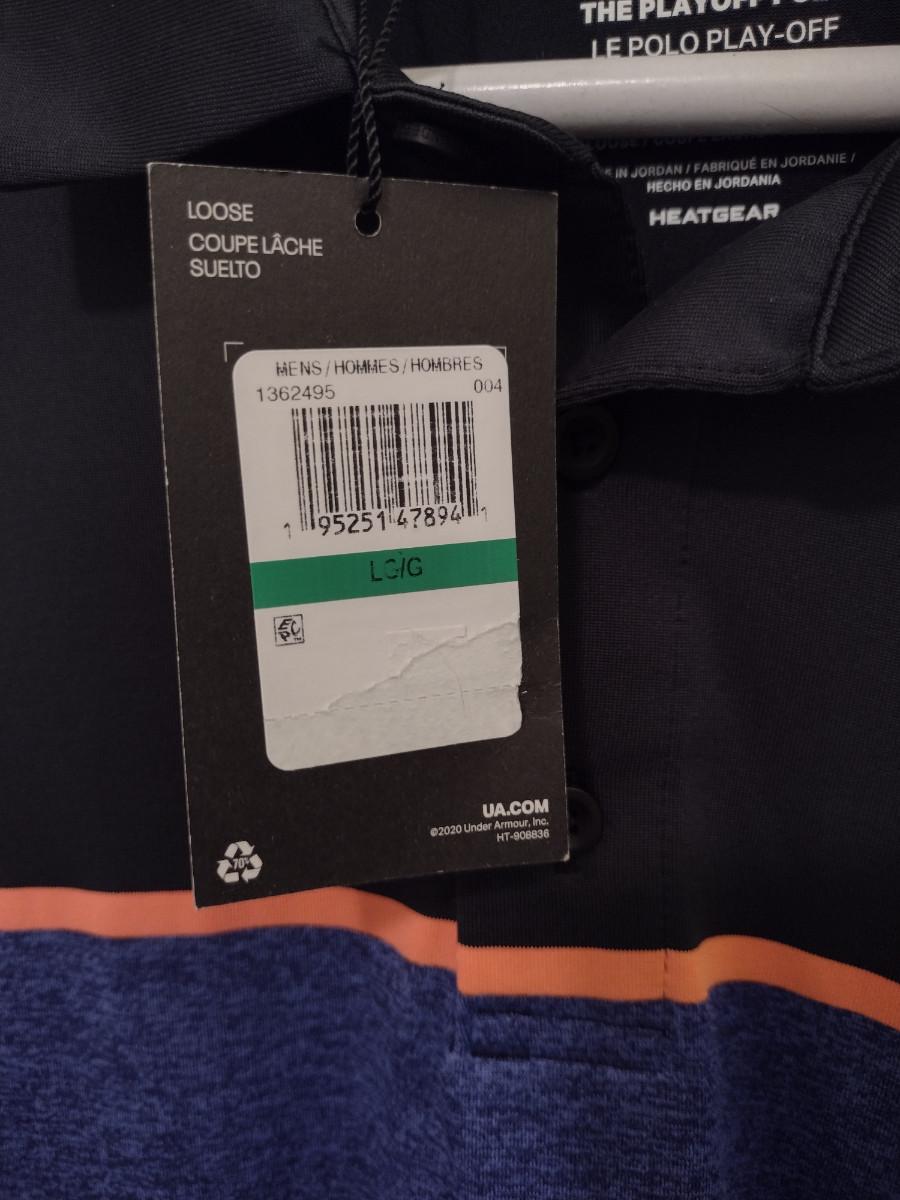 THE PLAYOFF
LE POLO PLAY-OFF
IN JORDAN / FABRIQUÉ EN JORDANIE /
HECHO EN JORDANIA
HEATGEAR
LOOSE
COUPE LÂCHE
SUELTO
MENS/HOMMES/HOMBRES
1362495 004
1 95251 47894 1
LG/G
EPC™
UA.COM
©2020 Under Armour, Inc.
HT-908836
70%